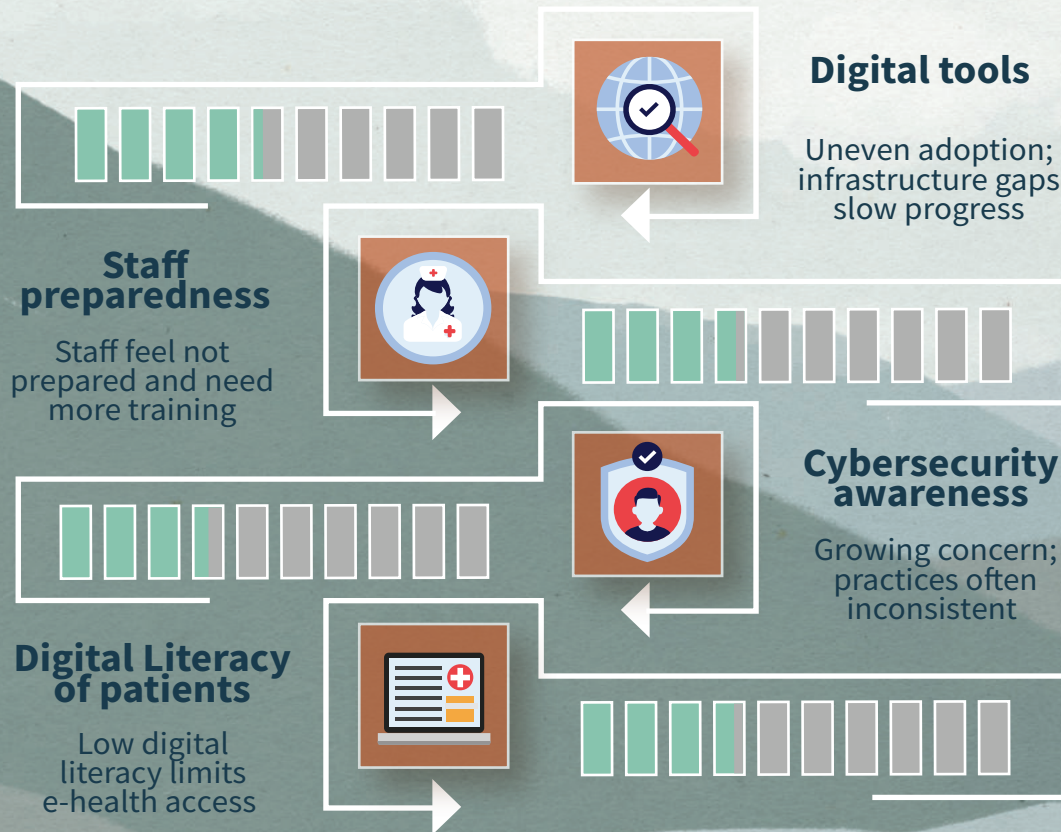 Digital tools
Uneven adoption;
infrastructure gaps
slow progress
Staff
preparedness
Staff feel not
prepared and need
more training
Cybersecurity
awareness
Growing concern;
practices often
inconsistent
Digital Literacy
of patients
Low digital
literacy limits
e-health access